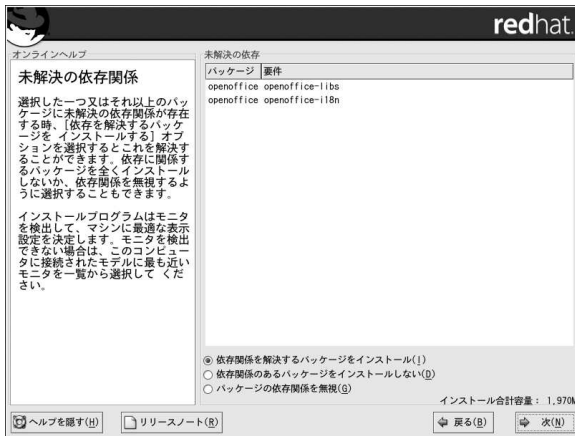 redhat.
オンラインヘルプ
未解決の依存関係
選択した一つ又はそれ以上のパッ
ケージに未解決の依存関係が存在
する時、[依存を解決するパッケ
ージを インストールする] オプ
ションを選択するとこれを解決す
ることができます。依存に関係す
るパッケージを全くインストール
しないか、依存関係を無視するよ
うに選択することもできます。
インストールプログラムはモニタ
を検出して、マシンに最適な表示
設定を決定します。モニタを検出
できない場合は、このコンピュー
タに接続されたモデルに最も近い
モニタを一覧から選択して くだ
さい。
未解決の依存
パッケージ 要件
openoffice openoffice-libs
openoffice openoffice-i18n
依存関係を解決するパッケージをインストール(I)
依存関係のあるパッケージをインストールしない(D)
パッケージの依存関係を無視(G)
インストール合計容量： 1,970M
ヘルプを隠す(H)
リリースノート(R)
戻る(B)
次(N)